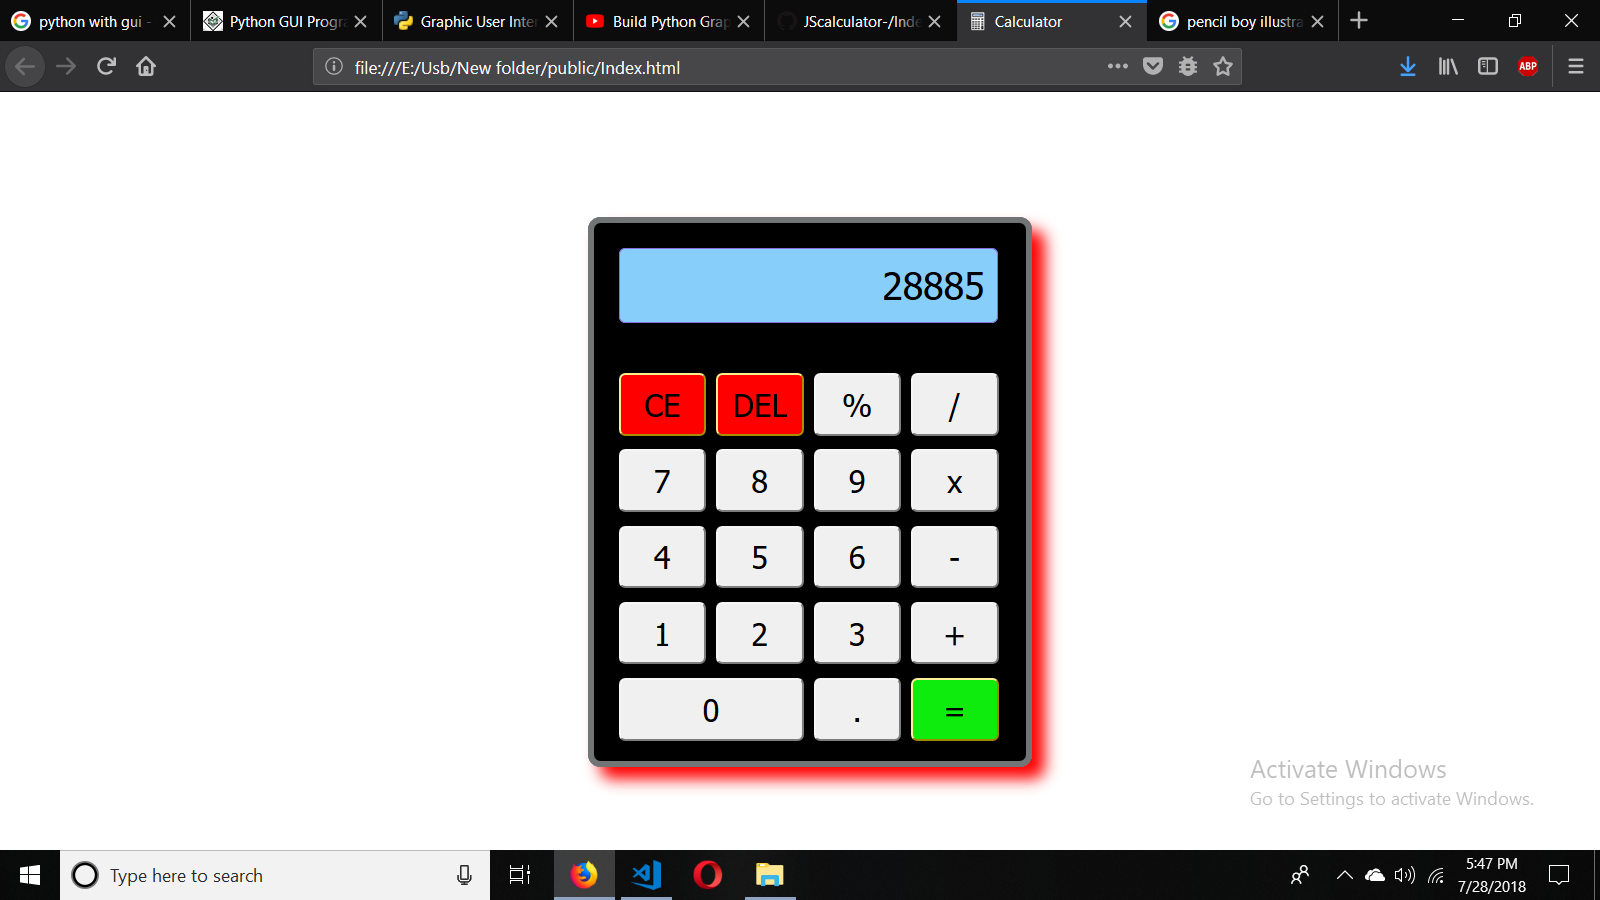 python with gui -
Python GUI Progra
Graphic User Inter
Build Python Grap
JScalculator-/Inde
Calculator
pencil boy illustra
file:///E:/Usb/New folder/public/Index.html
ABP
28885
CE DEL % /
7 8 9 x
4 5 6 -
1 2 3 +
0 . =
Activate Windows
Go to Settings to activate Windows.
Type here to search
5:47 PM
7/28/2018